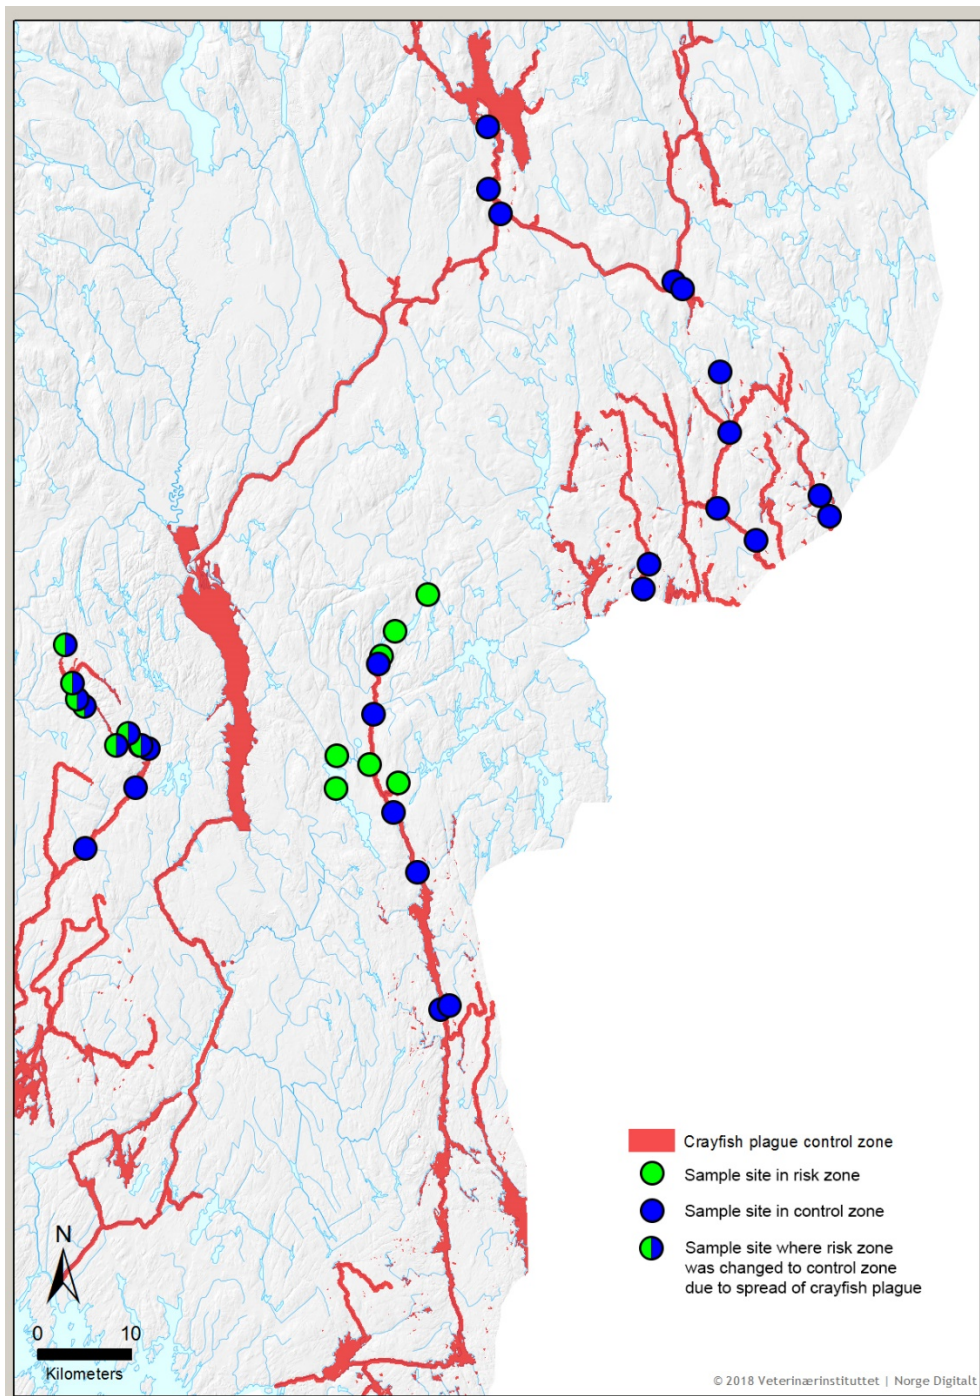 Crayfish plague control zone
Sample site in risk zone
Sample site in control zone
Sample site where risk zone
was changed to control zone
due to spread of crayfish plague
N
0 10
Kilometers
© 2018 Veterinærinstituttet | Norge Digitalt